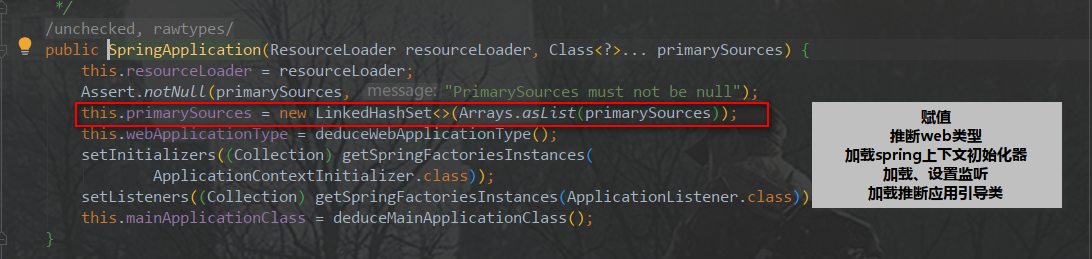 */
/unchecked, rawtypes/
public SpringApplication(ResourceLoader resourceLoader, Class<?>... primarySources) {
this.resourceLoader = resourceLoader;
Assert.notNull(primarySources, message: "PrimarySources must not be null");
this.primarySources = new LinkedHashSet<>(Arrays.asList(primarySources));
this.webApplicationType = deduceWebApplicationType();
setInitializers((Collection) getSpringFactoriesInstances(
ApplicationContextInitializer.class));
setListeners((Collection) getSpringFactoriesInstances(ApplicationListener.class))
this.mainApplicationClass = deduceMainApplicationClass();
}
赋值
推断web类型
加载spring上下文初始化器
加载、设置监听
加载推断应用引导类